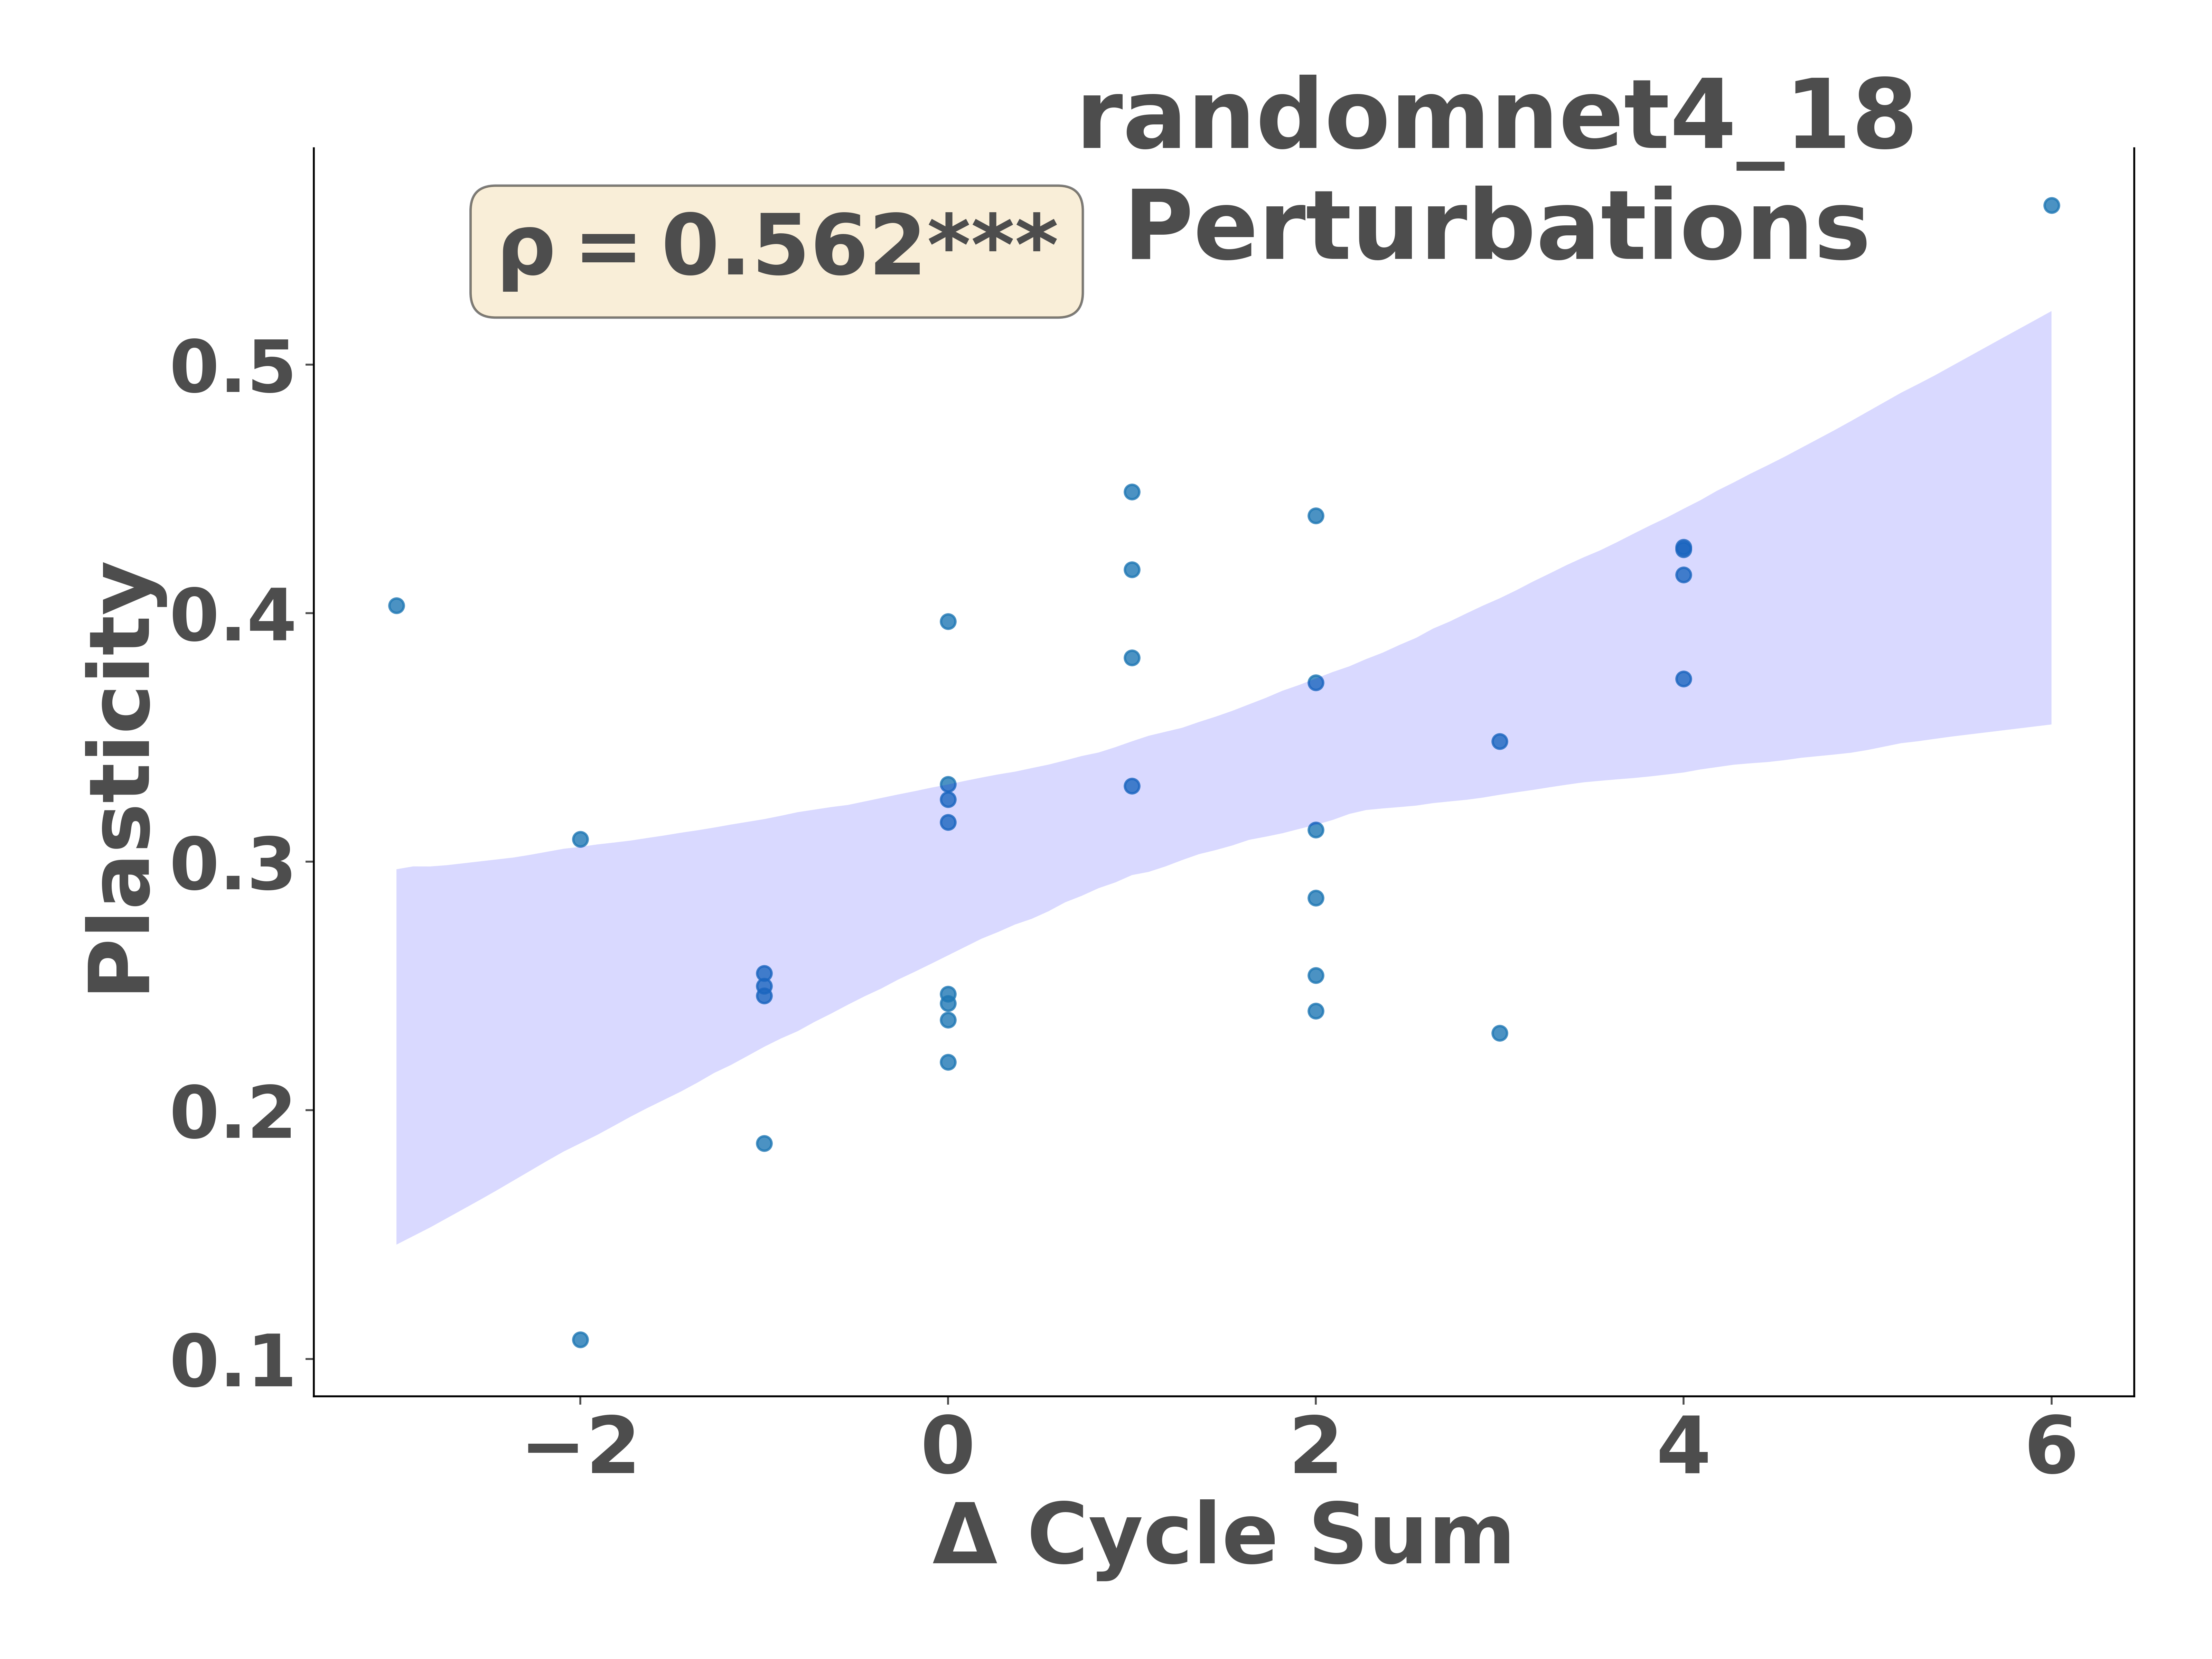 randomnet4_18
Perturbations
ρ = 0.562***
Plasticity
0.5
0.4
0.3
0.2
0.1
−2 0 2 4 6
Δ Cycle Sum